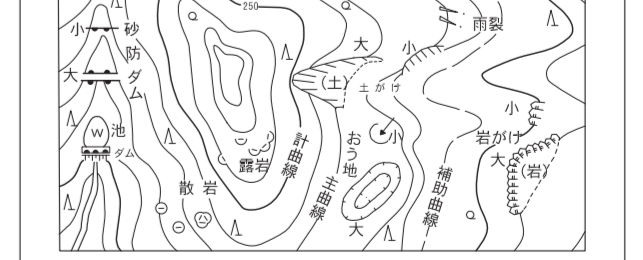 250
小 砂防ダム
大
雨裂
大
小
(土)
土がけ
小
W 池
ダム
小
岩がけ
大
(岩)
おう地
小
大
露岩
計曲線
散岩
主曲線
補助曲線